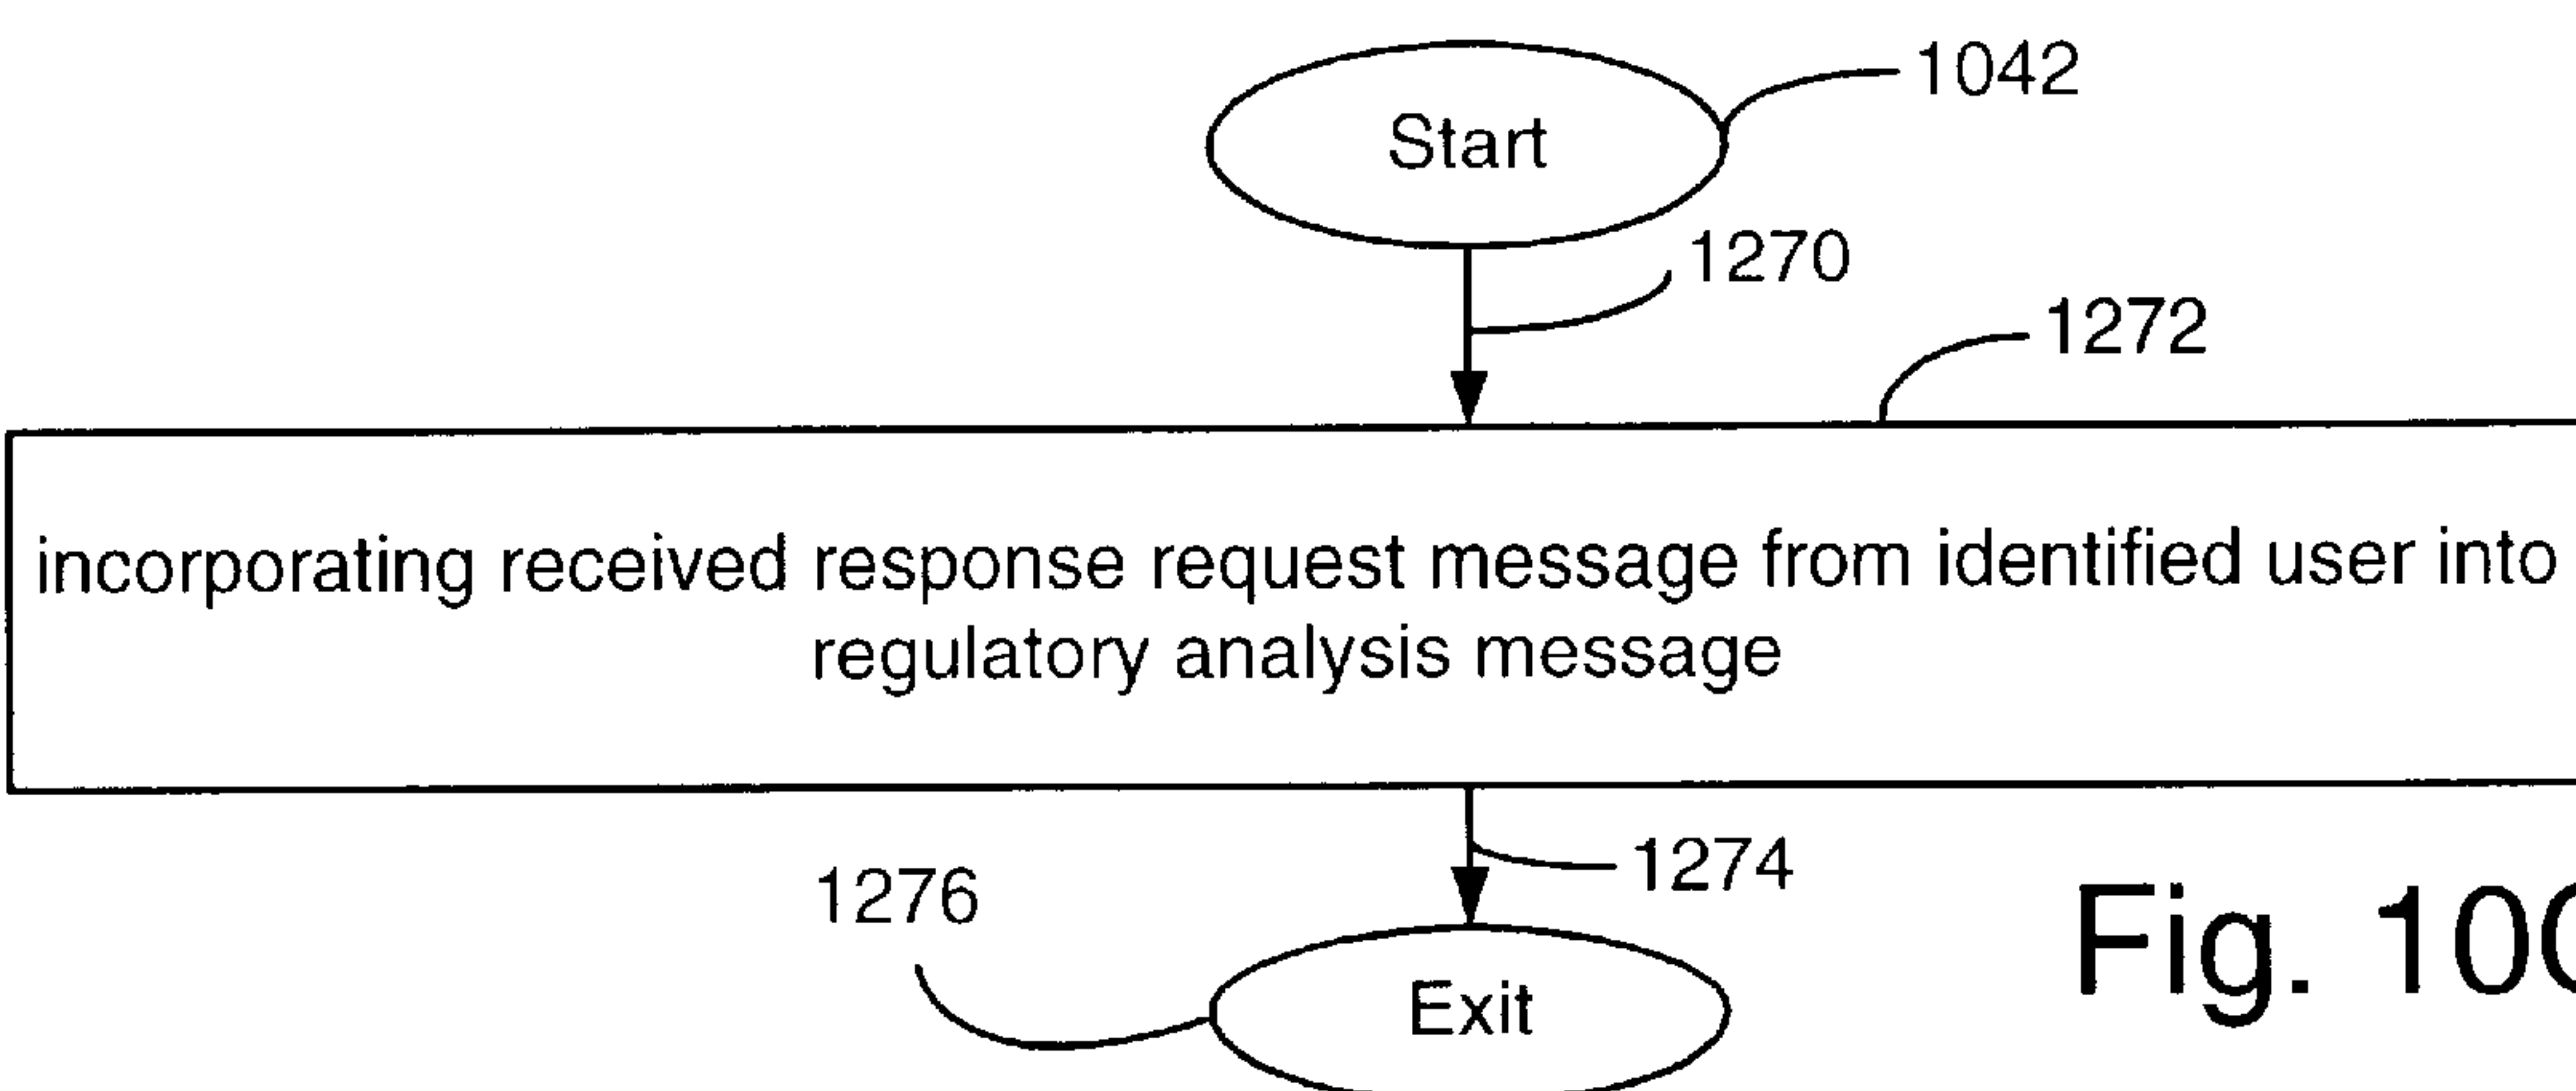 Start
1042
1270
1272
incorporating received response request message from identified user into
regulatory analysis message
1274
1276
Exit
Fig.